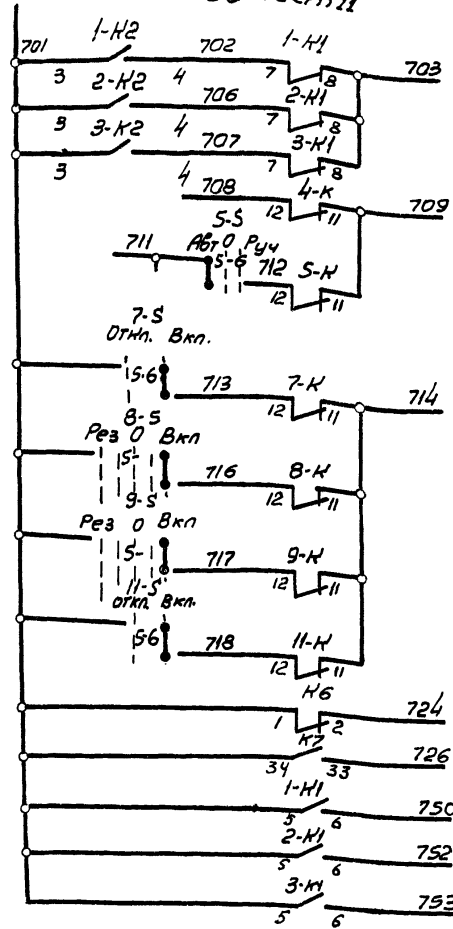 701 1-К2 702 1-К1 703
3 4 7 8
2-К2 706 2-К1
3 4 7 8
3-К2 707 3-К1
3 4 7 8
708 4-К 709
12 11
5-S
711 Авт О Руч
5-6 712 5-К
12 11
7-S
Откл. Вкл.
5-6 713 7-К 714
12 11
8-S
Рез О Вкл
5- 716 8-К
12 11
9-S
Рез О Вкл
5- 717 9-К
12 11
11-S
откл. Вкл.
5-6 718 11-К
12 11
К6 724
1 2
К7 726
34 33
1-К1 750
5 6
2-К1 752
5 6
3-К1 753
5 6